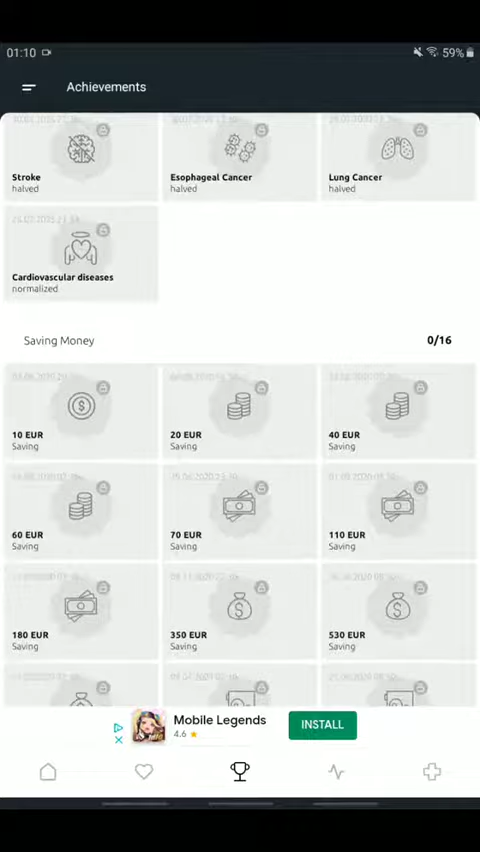 01:10
59%
Achievements
Stroke
halved
Esophageal Cancer
halved
Lung Cancer
halved
Cardiovascular diseases
normalized
Saving Money
0/16
10 EUR
Saving
20 EUR
Saving
40 EUR
Saving
60 EUR
Saving
70 EUR
Saving
110 EUR
Saving
180 EUR
Saving
350 EUR
Saving
530 EUR
Saving
Mobile Legends
4.6 ★
INSTALL